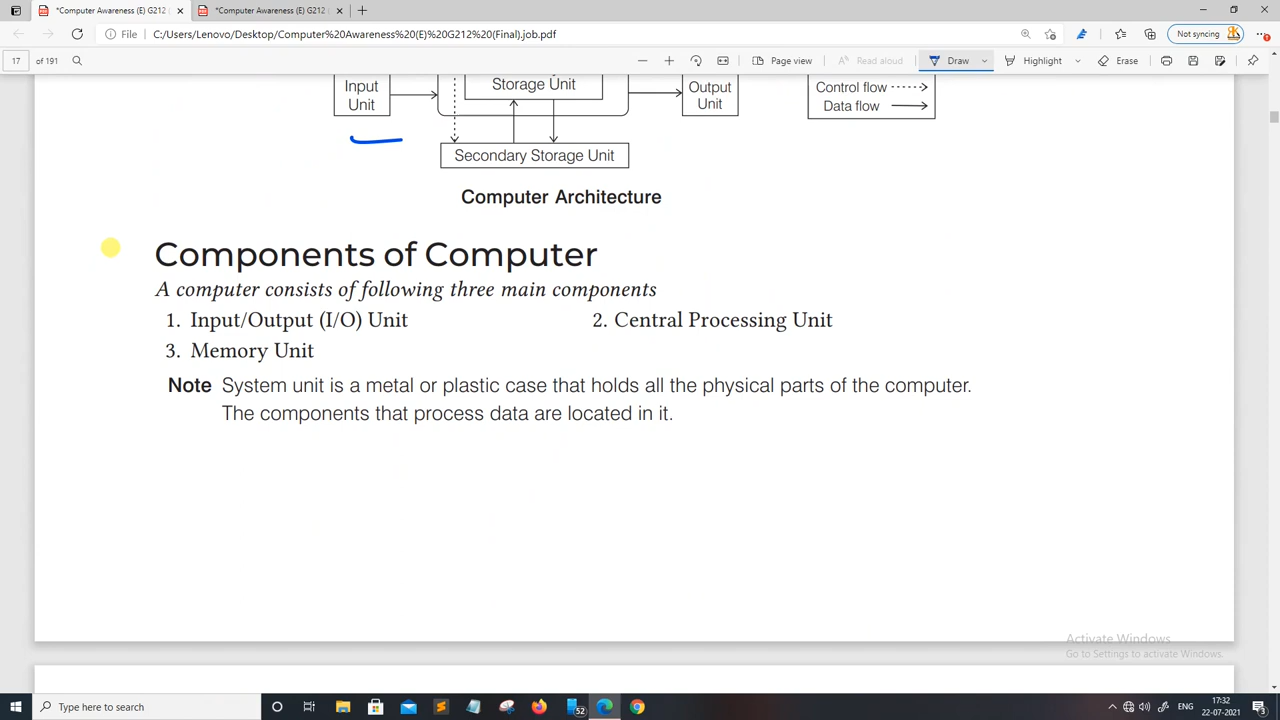 *Computer Awareness (E) G212
*Computer Awareness (E) G212
File
C:/Users/Lenovo/Desktop/Computer%20Awareness%20(E)%20G212%20(Final).job.pdf
Not syncing
17 of 191
Page view
Read aloud
Draw
Highlight
Erase
Input
Unit
Storage Unit
Output
Unit
Control flow
Data flow
Secondary Storage Unit
Computer Architecture
Components of Computer
A computer consists of following three main components
1. Input/Output (I/O) Unit
2. Central Processing Unit
3. Memory Unit
Note System unit is a metal or plastic case that holds all the physical parts of the computer.
The components that process data are located in it.
Activate Windows
Go to Settings to activate Windows.
Type here to search
52
ENG
17:32
22-07-2021
3